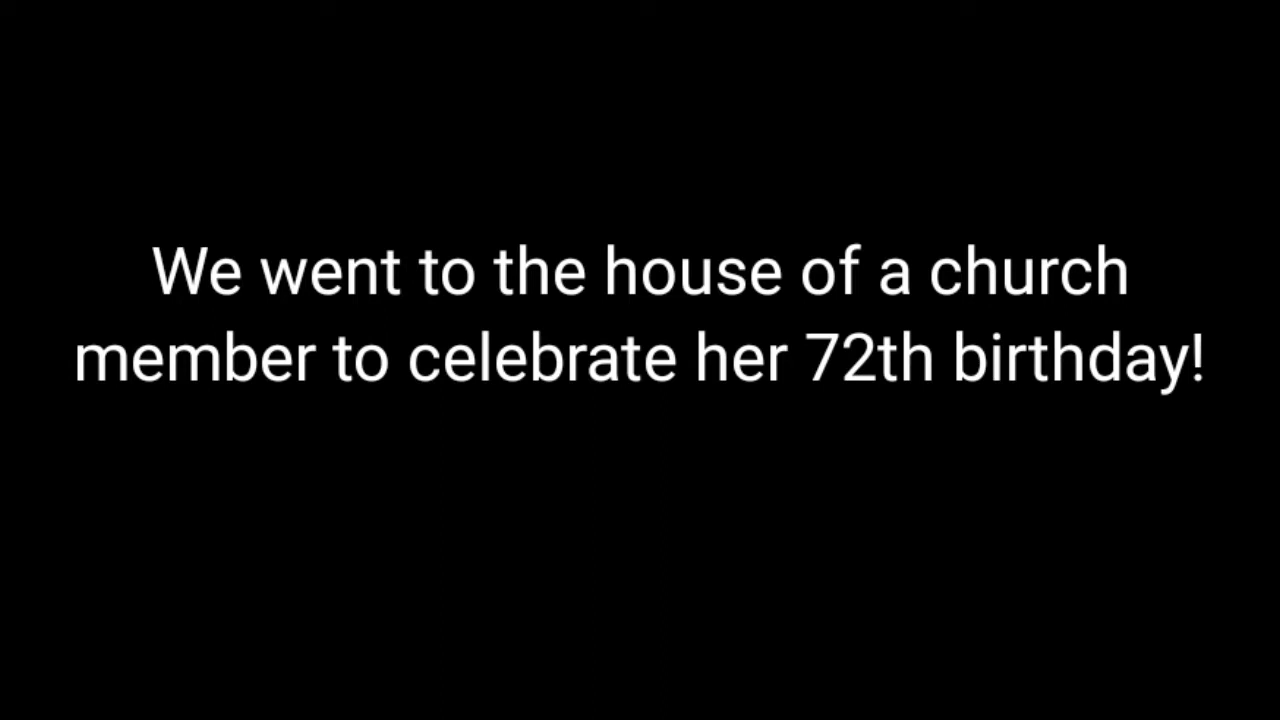 We went to the house of a church
member to celebrate her 72th birthday!